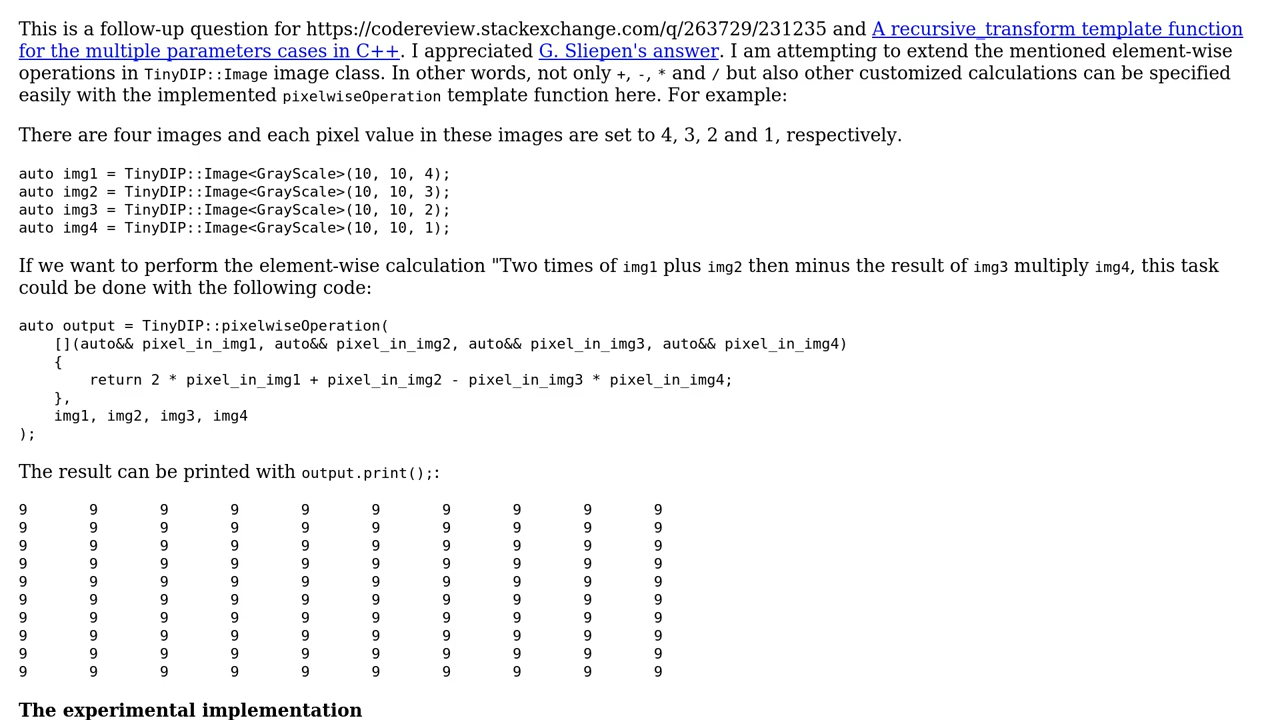 This is a follow-up question for https://codereview.stackexchange.com/q/263729/231235 and A recursive_transform template function
for the multiple parameters cases in C++. I appreciated G. Sliepen's answer. I am attempting to extend the mentioned element-wise
operations in TinyDIP::Image image class. In other words, not only +, -, * and / but also other customized calculations can be specified
easily with the implemented pixelwiseOperation template function here. For example:
There are four images and each pixel value in these images are set to 4, 3, 2 and 1, respectively.
auto img1 = TinyDIP::Image<GrayScale>(10, 10, 4);
auto img2 = TinyDIP::Image<GrayScale>(10, 10, 3);
auto img3 = TinyDIP::Image<GrayScale>(10, 10, 2);
auto img4 = TinyDIP::Image<GrayScale>(10, 10, 1);
If we want to perform the element-wise calculation "Two times of img1 plus img2 then minus the result of img3 multiply img4, this task
could be done with the following code:
auto output = TinyDIP::pixelwiseOperation(
    [](auto&& pixel_in_img1, auto&& pixel_in_img2, auto&& pixel_in_img3, auto&& pixel_in_img4)
    {
        return 2 * pixel_in_img1 + pixel_in_img2 - pixel_in_img3 * pixel_in_img4;
    },
    img1, img2, img3, img4
);
The result can be printed with output.print();:
9       9       9       9       9       9       9       9       9       9
9       9       9       9       9       9       9       9       9       9
9       9       9       9       9       9       9       9       9       9
9       9       9       9       9       9       9       9       9       9
9       9       9       9       9       9       9       9       9       9
9       9       9       9       9       9       9       9       9       9
9       9       9       9       9       9       9       9       9       9
9       9       9       9       9       9       9       9       9       9
9       9       9       9       9       9       9       9       9       9
9       9       9       9       9       9       9       9       9       9
The experimental implementation